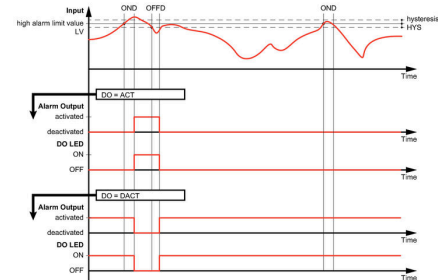 Input
OND OFFD OND
high alarm limit value
LV
hysteresis
HYS
Time
DO = ACT
Alarm Output
activated
deactivated
Time
DO LED
ON
OFF
Time
DO = DACT
Alarm Output
activated
deactivated
Time
DO LED
ON
OFF
Time